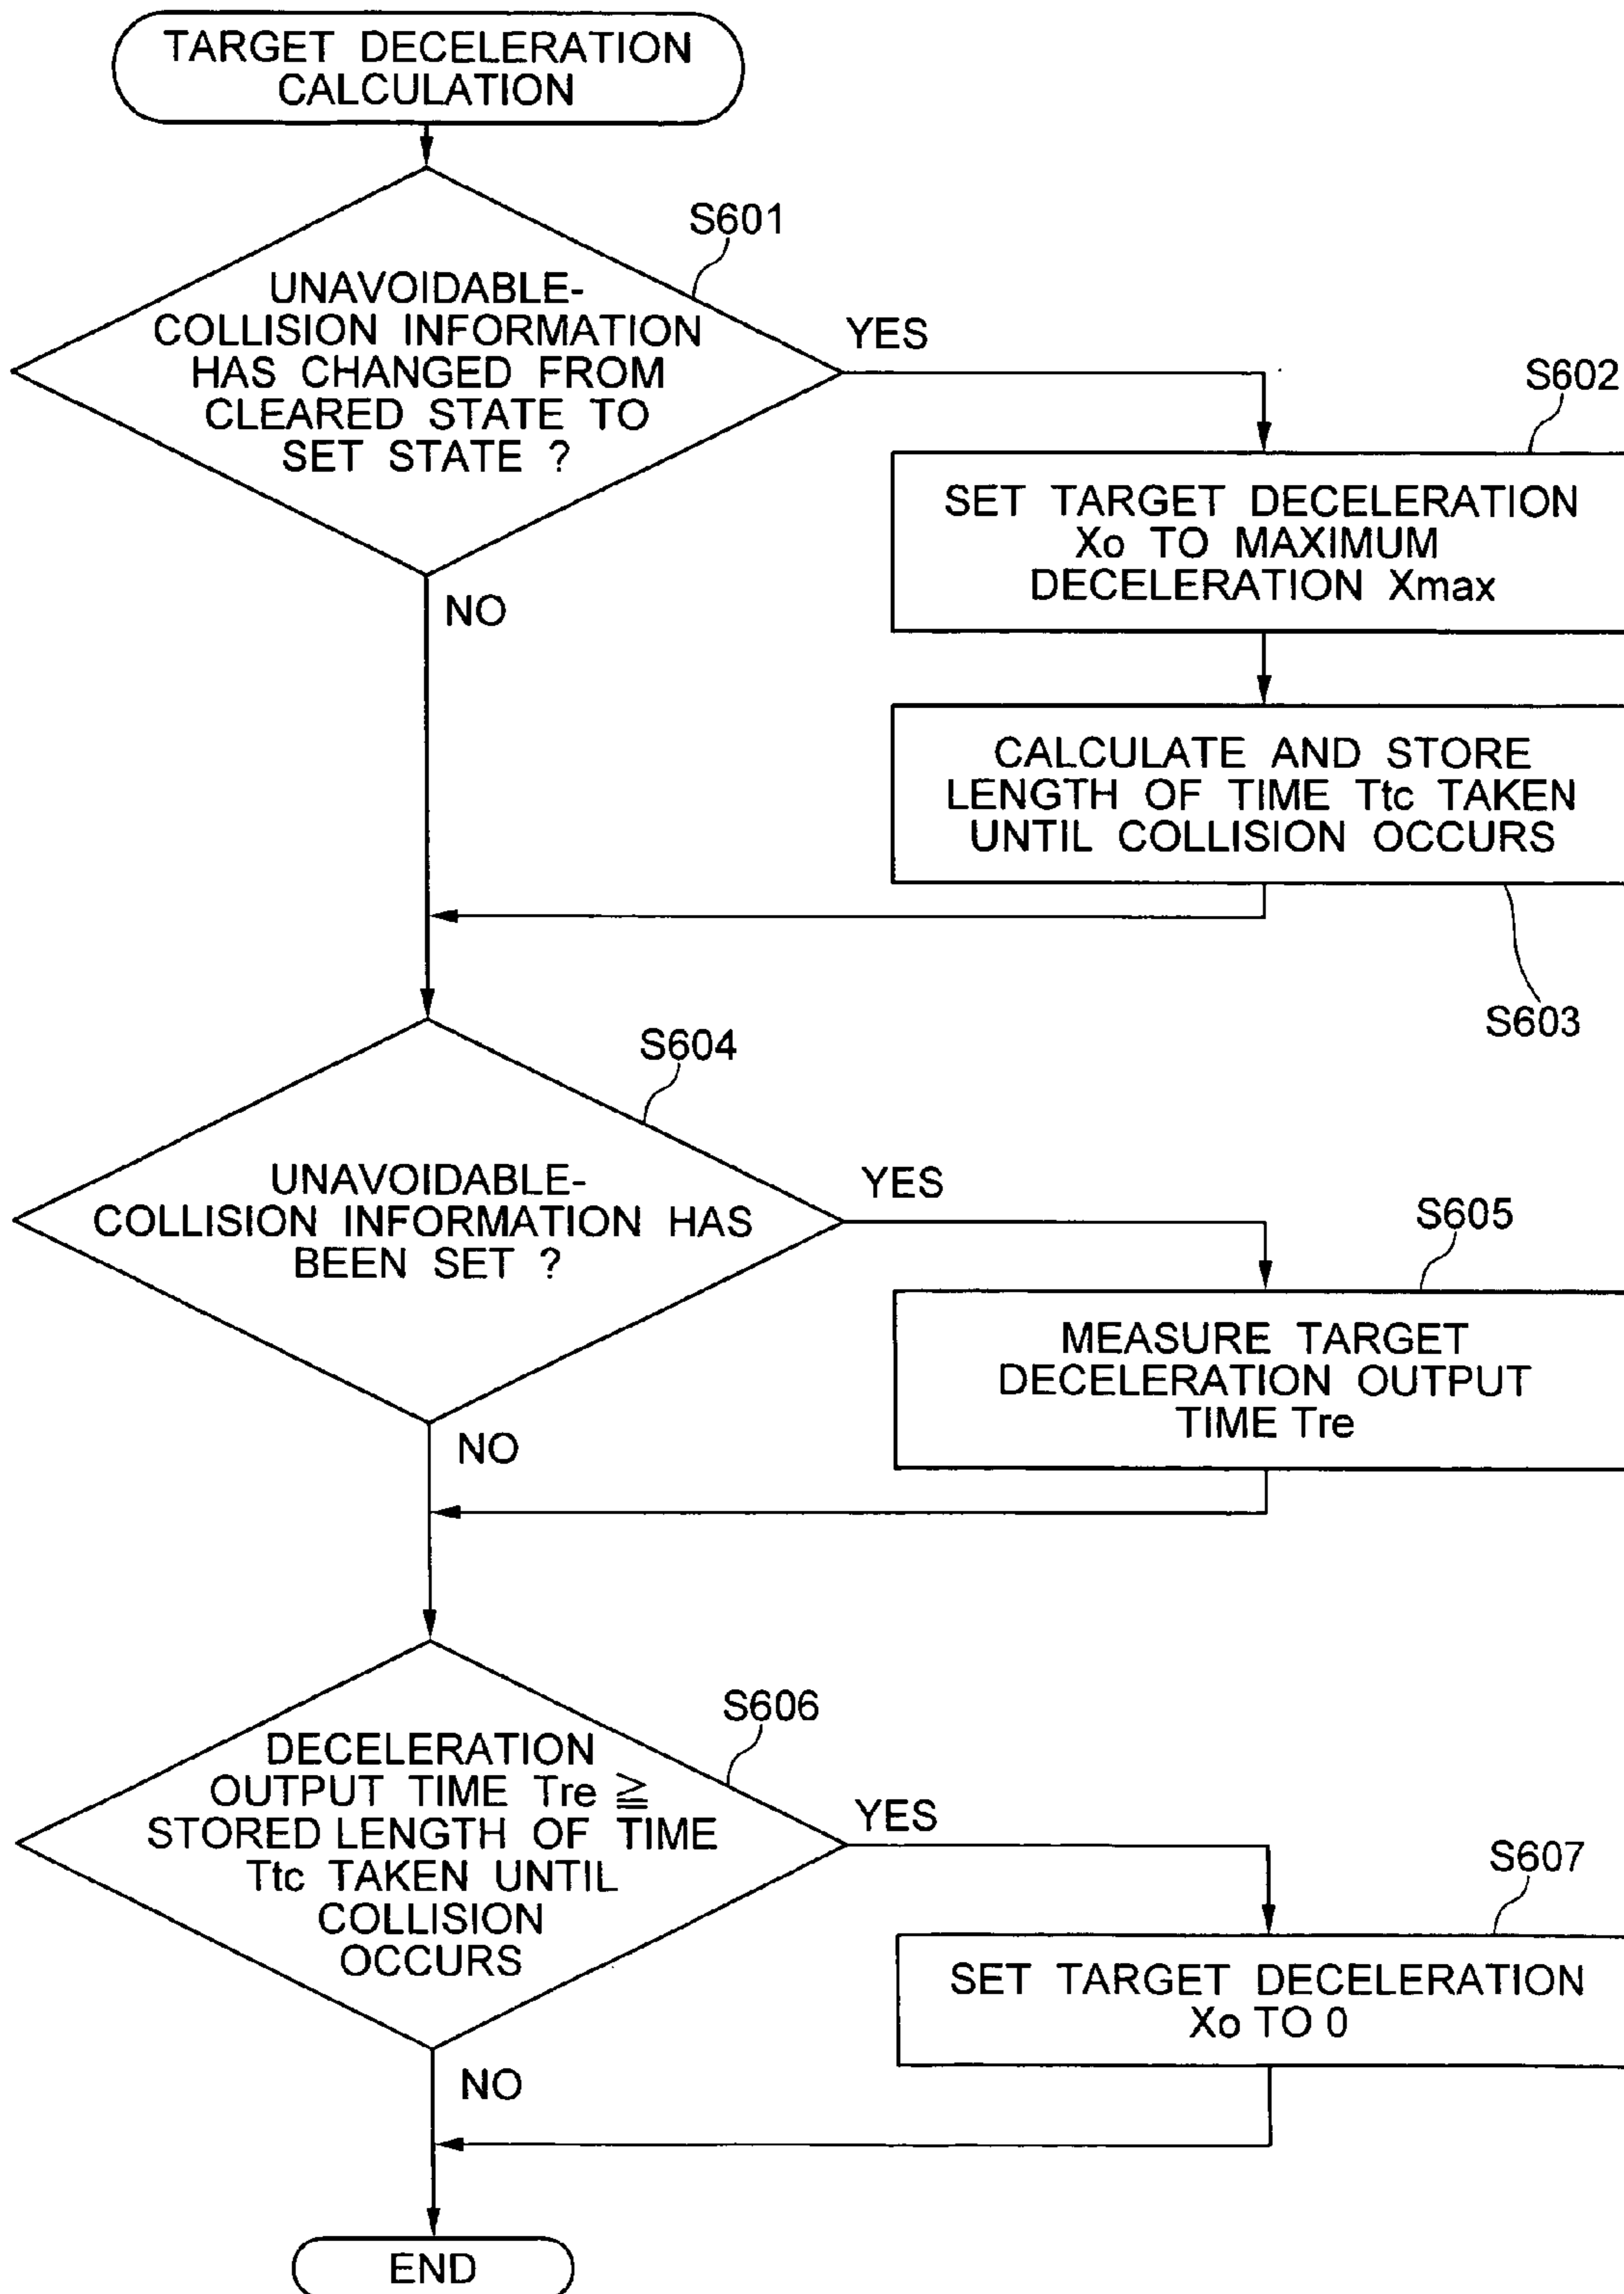 TARGET DECELERATION
CALCULATION
S601
UNAVOIDABLE-
COLLISION INFORMATION
HAS CHANGED FROM
CLEARED STATE TO
SET STATE ?
YES
NO
S602
SET TARGET DECELERATION
Xo TO MAXIMUM
DECELERATION Xmax
CALCULATE AND STORE
LENGTH OF TIME Ttc TAKEN
UNTIL COLLISION OCCURS
S603
S604
UNAVOIDABLE-
COLLISION INFORMATION HAS
BEEN SET ?
YES
NO
S605
MEASURE TARGET
DECELERATION OUTPUT
TIME Tre
S606
DECELERATION
OUTPUT TIME Tre ≧
STORED LENGTH OF TIME
Ttc TAKEN UNTIL
COLLISION
OCCURS
YES
NO
S607
SET TARGET DECELERATION
Xo TO 0
END